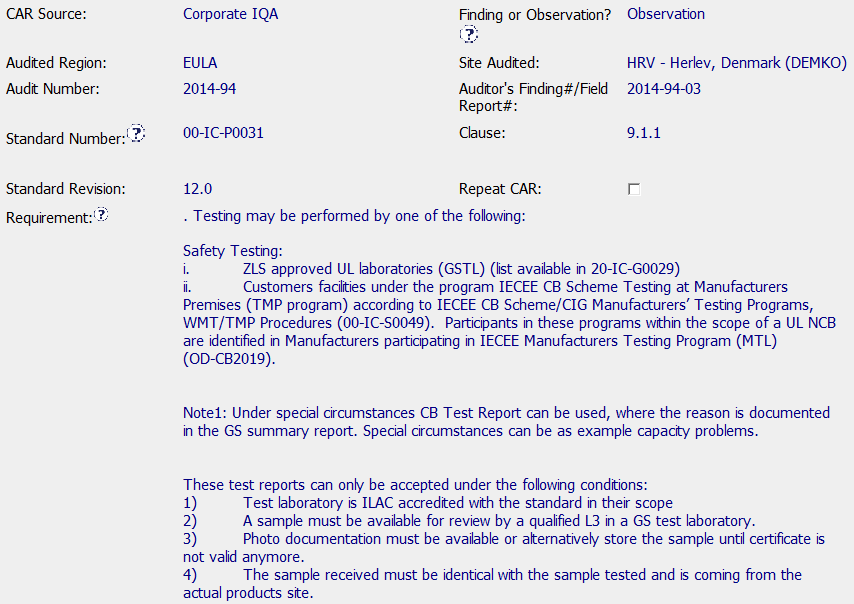 CAR Source: Corporate IQA Finding or Observation? Observation
?
Audited Region: EULA Site Audited: HRV - Herlev, Denmark (DEMKO)
Audit Number: 2014-94 Auditor's Finding#/Field 2014-94-03
Report#:
Standard Number: ? 00-IC-P0031 Clause: 9.1.1
Standard Revision: 12.0 Repeat CAR:
Requirement: ? . Testing may be performed by one of the following:
Safety Testing:
i. ZLS approved UL laboratories (GSTL) (list available in 20-IC-G0029)
ii. Customers facilities under the program IECEE CB Scheme Testing at Manufacturers
Premises (TMP program) according to IECEE CB Scheme/CIG Manufacturers’ Testing Programs,
WMT/TMP Procedures (00-IC-S0049). Participants in these programs within the scope of a UL NCB
are identified in Manufacturers participating in IECEE Manufacturers Testing Program (MTL)
(OD-CB2019).
Note1: Under special circumstances CB Test Report can be used, where the reason is documented
in the GS summary report. Special circumstances can be as example capacity problems.
These test reports can only be accepted under the following conditions:
1) Test laboratory is ILAC accredited with the standard in their scope
2) A sample must be available for review by a qualified L3 in a GS test laboratory.
3) Photo documentation must be available or alternatively store the sample until certificate is
not valid anymore.
4) The sample received must be identical with the sample tested and is coming from the
actual products site.